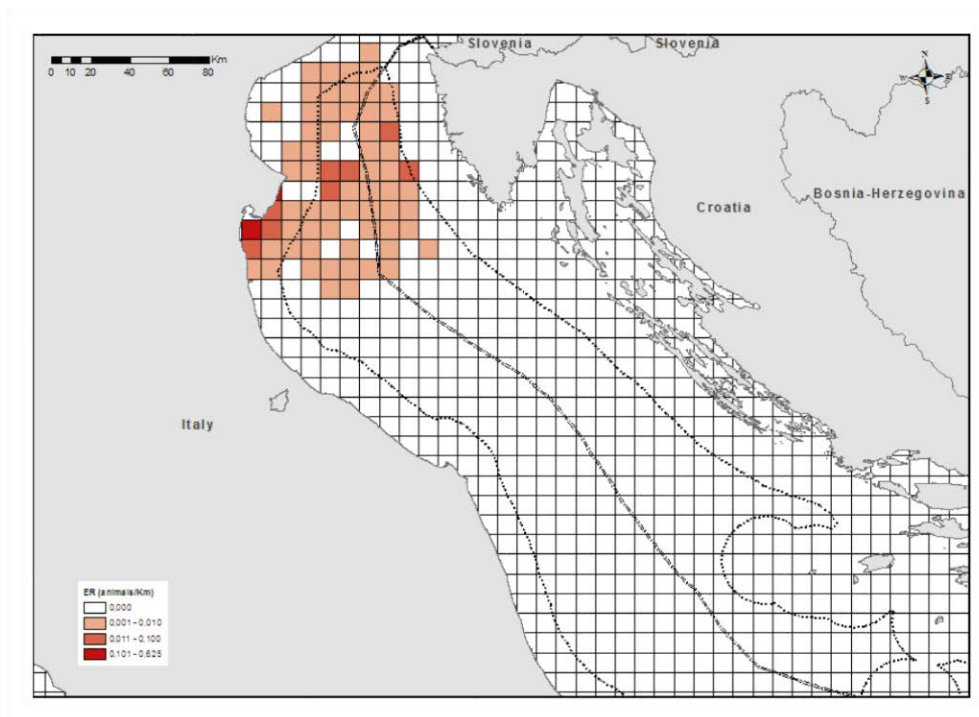 Slovenia Slovenia
Km
0 10 20 40 60 80
N
W E
S
Bosnia-Herzegovina
Croatia
Italy
ER (animals/Km)
0,000
0,001 - 0,010
0,011 - 0,100
0,101 - 0,525